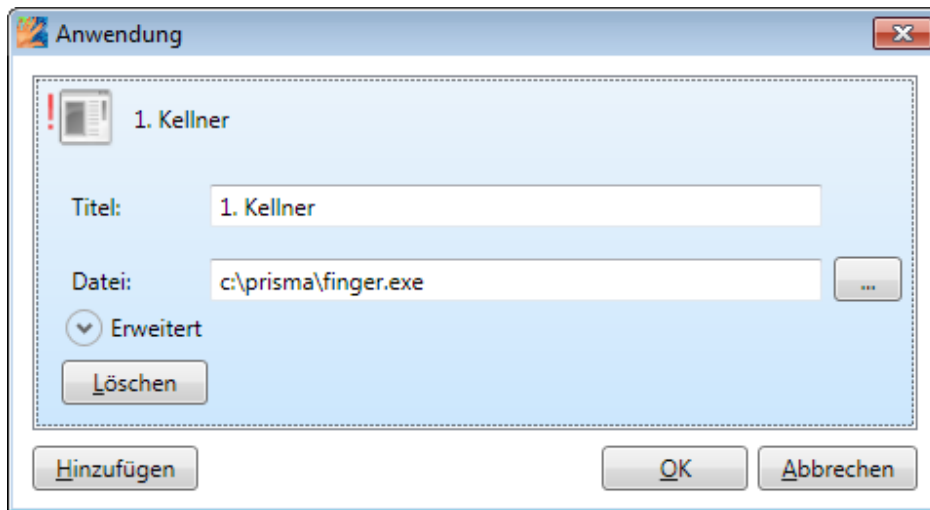 Anwendung
1. Kellner
Titel: 1. Kellner
Datei: c:\prisma\finger.exe ...
Erweitert
Löschen
Hinzufügen OK Abbrechen